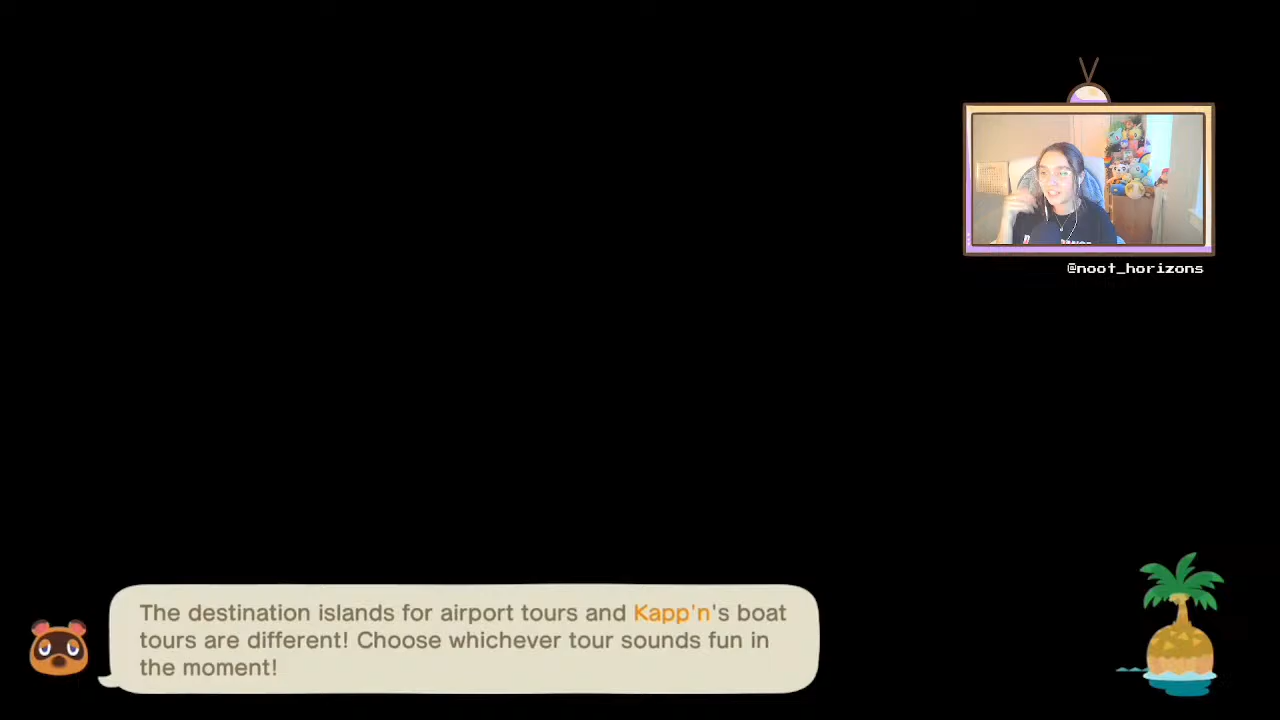 @noot_horizons
The destination islands for airport tours and Kapp'n's boat
tours are different! Choose whichever tour sounds fun in
the moment!